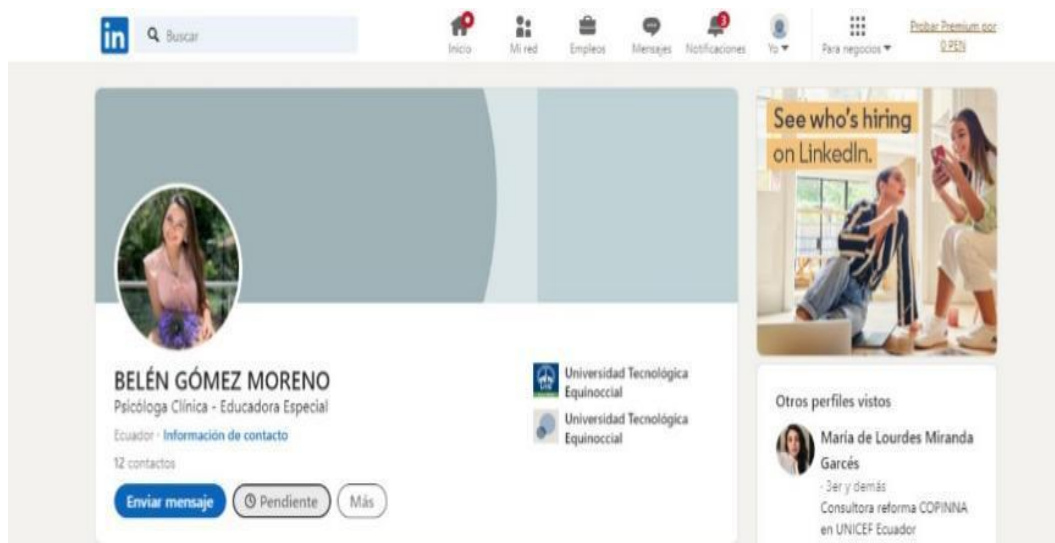 in
Buscar
Inicio
Mi red
Empleos
Mensajes
3
Notificaciones
Yo
Para negocios
Probar Premium por
0 PEN
See who's hiring
on LinkedIn.
BELÉN GÓMEZ MORENO
Psicóloga Clínica - Educadora Especial
Ecuador · Información de contacto
12 contactos
Enviar mensaje
Pendiente
Más
Universidad Tecnológica
Equinoccial
Universidad Tecnológica
Equinoccial
Otros perfiles vistos
María de Lourdes Miranda
Garcés
· 3er y demás
Consultora reforma COPINNA
en UNICEF Ecuador